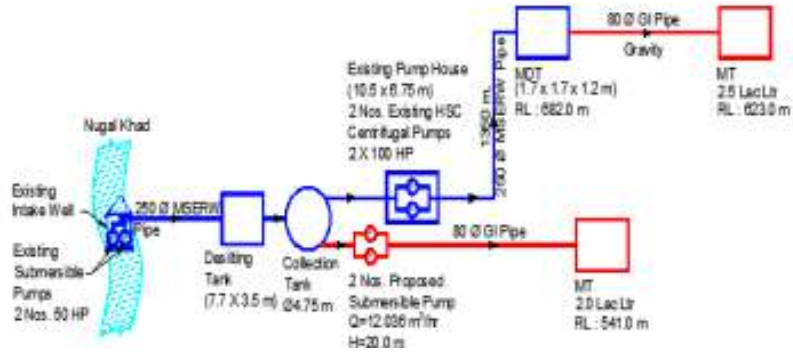 80 Ø GI Pipe
Gravity
Existing Pump House
(10.5 x 6.75 m)
2 Nos. Existing HSC
Centrifugal Pumps
2 X 100 HP
1350 m.
250 Ø MSERW Pipe
MDT
(1.7 x 1.7 x 1.2 m)
RL : 682.0 m
MT
2.5 Lac Ltr
RL : 623.0 m
Nugal Khad
Existing
Intake Well
250 Ø MSERW
Pipe
Existing
Submersible
Pumps
2 Nos. 50 HP
Desilting
Tank
(7.7 X 3.5 m)
Collection
Tank
Ø4.75 m
2 Nos. Proposed
Submersible Pump
Q=12.036 m³/hr
H=20.0 m
80 Ø GI Pipe
MT
2.0 Lac Ltr
RL : 541.0 m